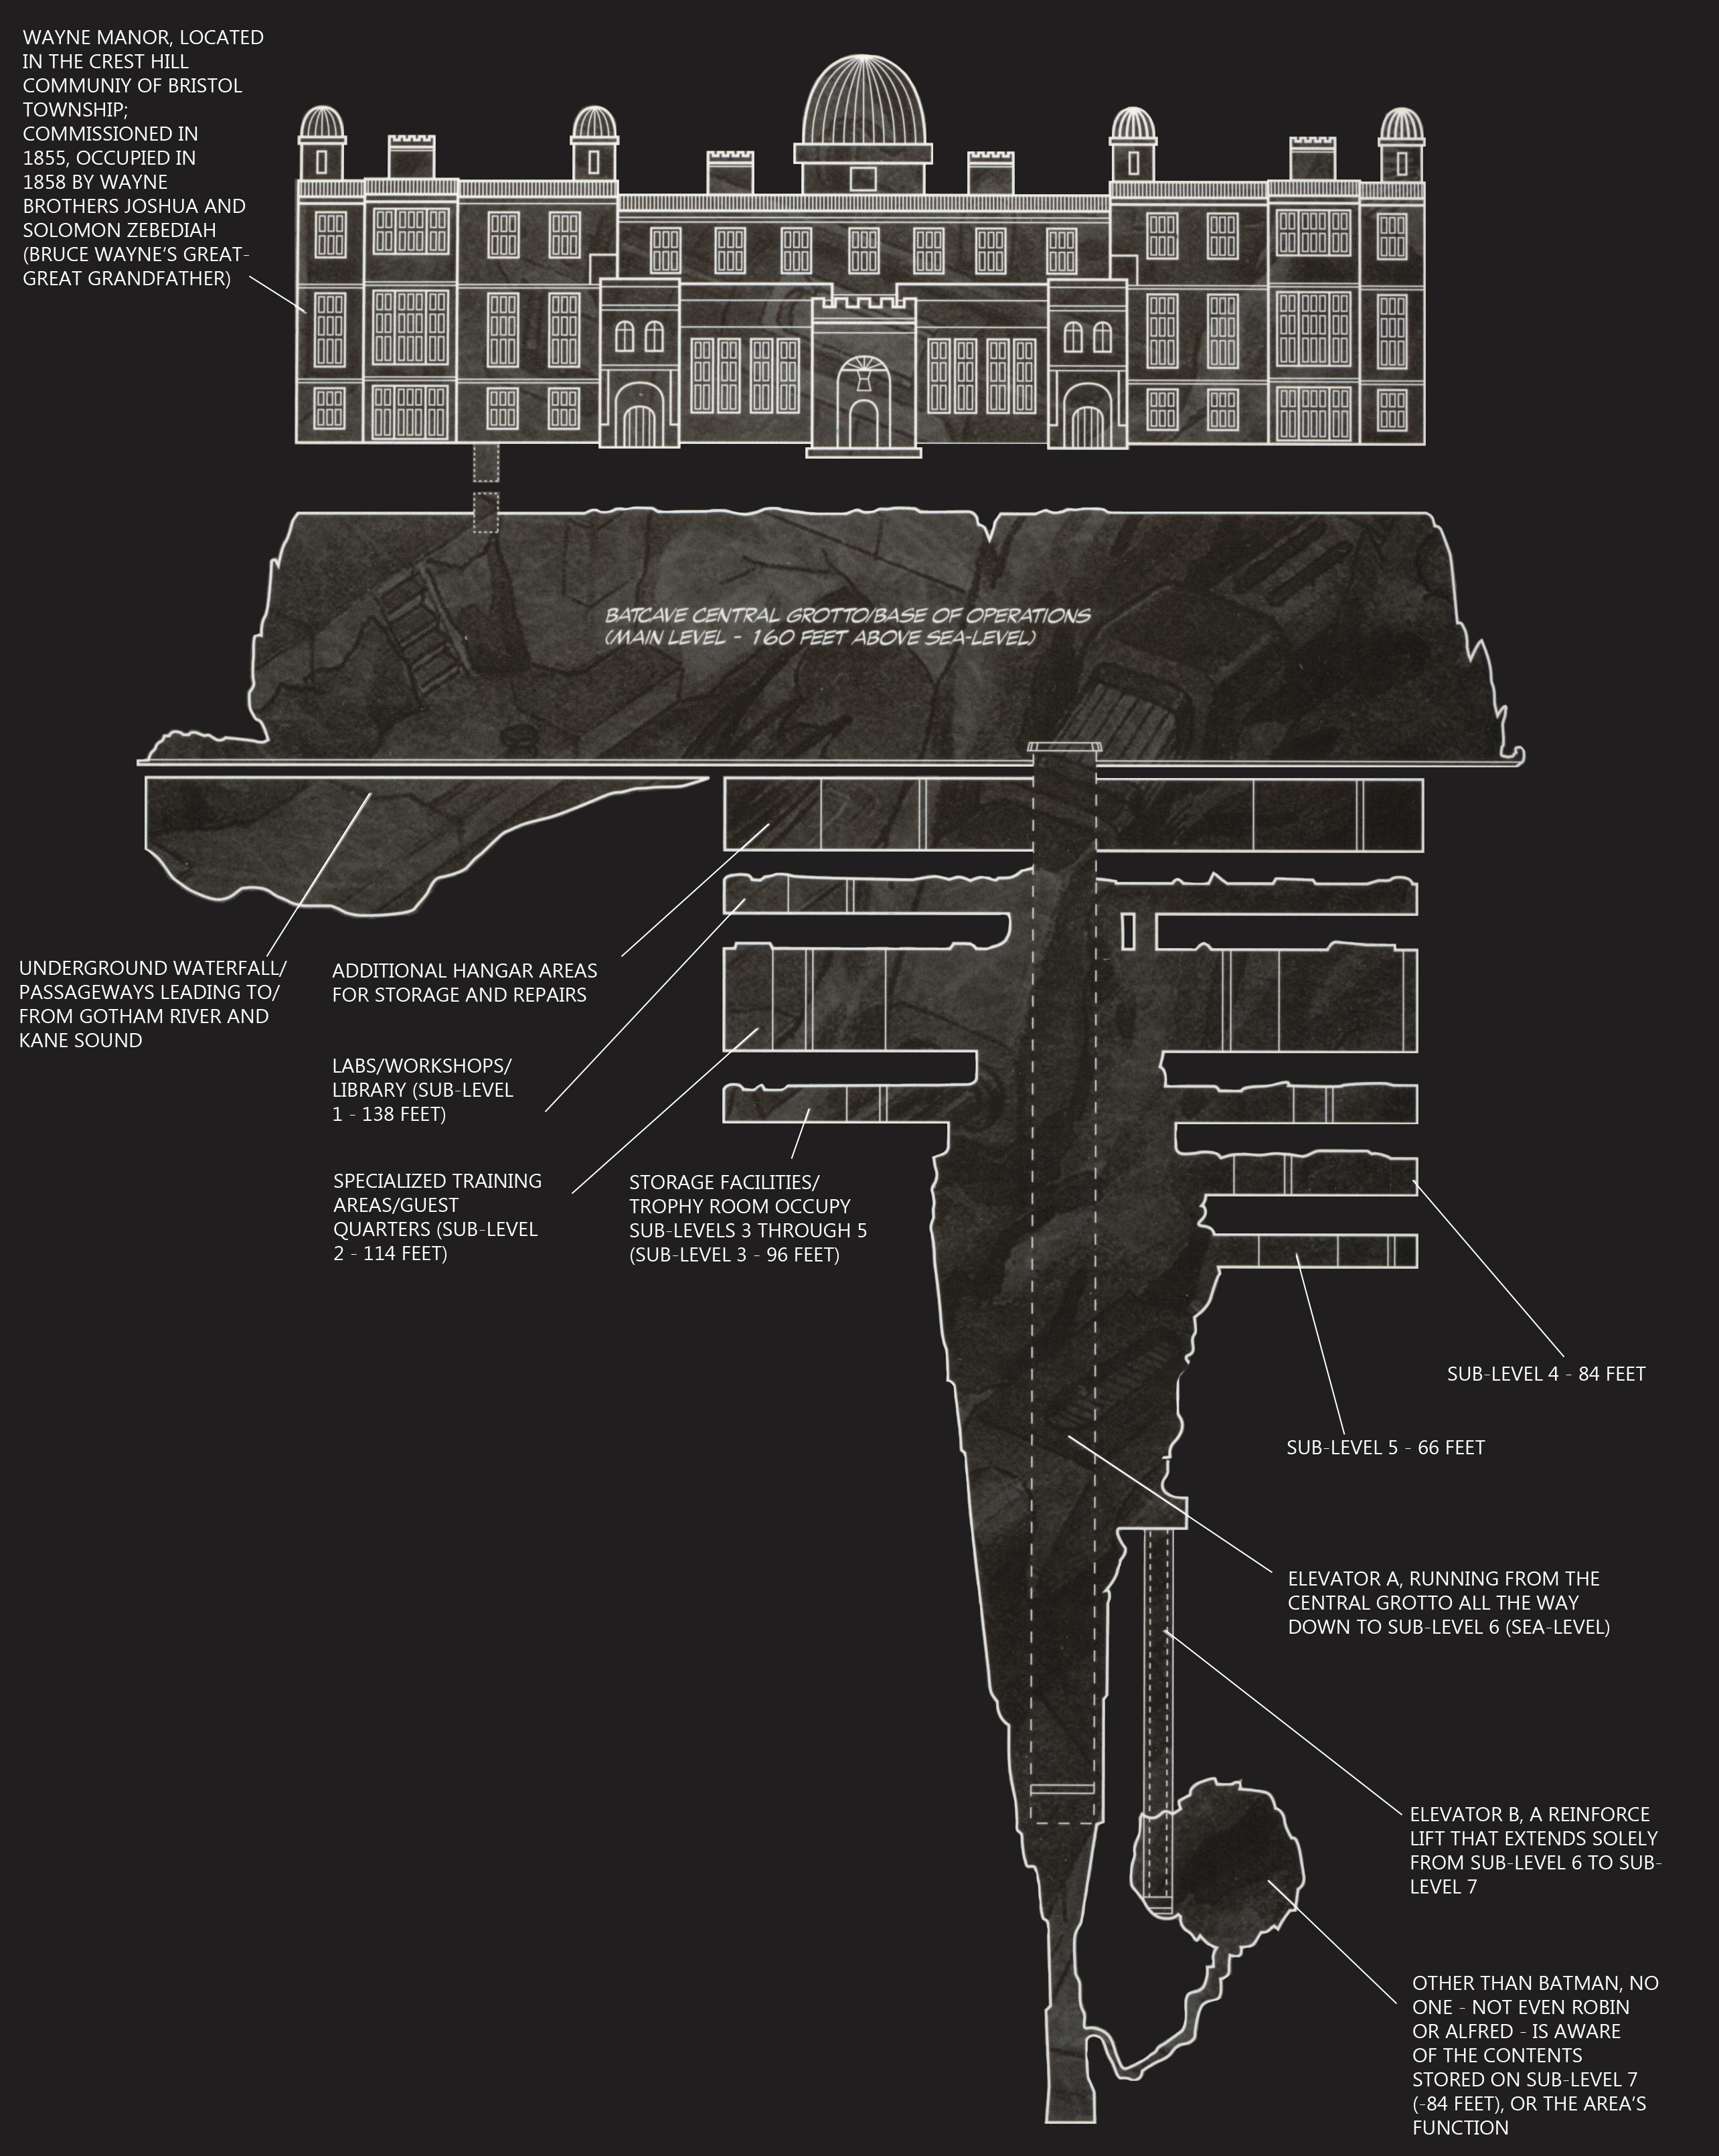 WAYNE MANOR, LOCATED
IN THE CREST HILL
COMMUNIY OF BRISTOL
TOWNSHIP;
COMMISSIONED IN
1855, OCCUPIED IN
1858 BY WAYNE
BROTHERS JOSHUA AND
SOLOMON ZEBEDIAH
(BRUCE WAYNE'S GREAT-
GREAT GRANDFATHER)
BATCAVE CENTRAL GROTTO/BASE OF OPERATIONS
(MAIN LEVEL - 160 FEET ABOVE SEA-LEVEL)
UNDERGROUND WATERFALL/
PASSAGEWAYS LEADING TO/
FROM GOTHAM RIVER AND
KANE SOUND
ADDITIONAL HANGAR AREAS
FOR STORAGE AND REPAIRS
LABS/WORKSHOPS/
LIBRARY (SUB-LEVEL
1 - 138 FEET)
SPECIALIZED TRAINING
AREAS/GUEST
QUARTERS (SUB-LEVEL
2 - 114 FEET)
STORAGE FACILITIES/
TROPHY ROOM OCCUPY
SUB-LEVELS 3 THROUGH 5
(SUB-LEVEL 3 - 96 FEET)
SUB-LEVEL 4 - 84 FEET
SUB-LEVEL 5 - 66 FEET
ELEVATOR A, RUNNING FROM THE
CENTRAL GROTTO ALL THE WAY
DOWN TO SUB-LEVEL 6 (SEA-LEVEL)
ELEVATOR B, A REINFORCE
LIFT THAT EXTENDS SOLELY
FROM SUB-LEVEL 6 TO SUB-
LEVEL 7
OTHER THAN BATMAN, NO
ONE - NOT EVEN ROBIN
OR ALFRED - IS AWARE
OF THE CONTENTS
STORED ON SUB-LEVEL 7
(-84 FEET), OR THE AREA'S
FUNCTION